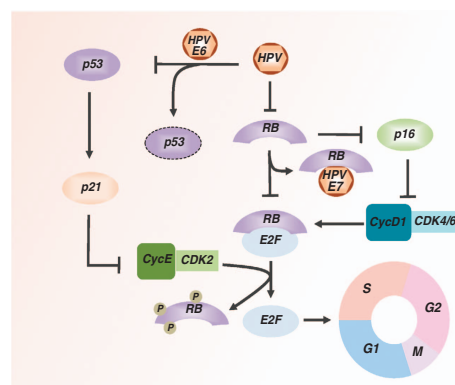 HPV
E6
p53
HPV
p53
RB
p16
RB
HPV
E7
p21
RB
E2F
CycD1
CDK4/6
CycE
CDK2
P
P
P
RB
E2F
S
G2
G1
M